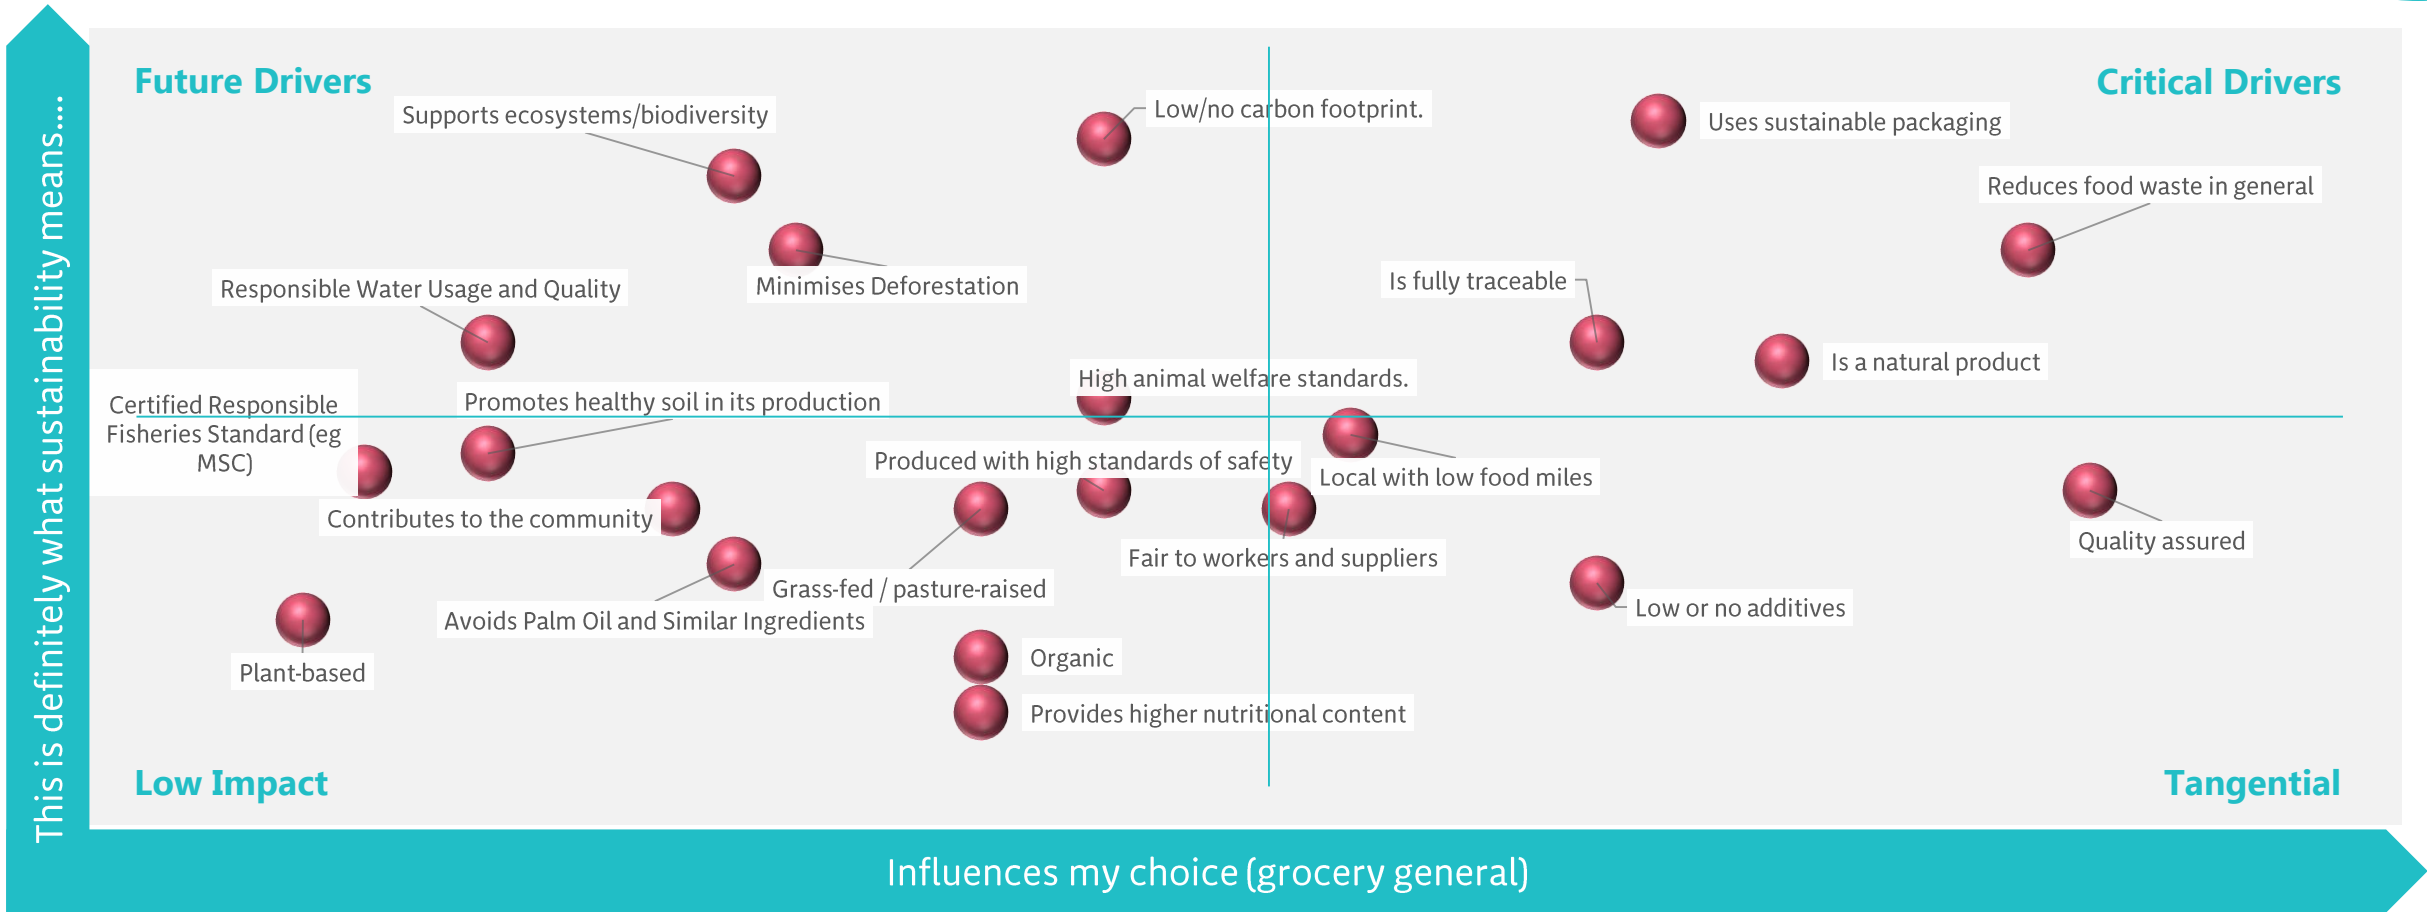 This is definitely what sustainability means....
Future Drivers
Critical Drivers
Supports ecosystems/biodiversity
Low/no carbon footprint.
Uses sustainable packaging
Reduces food waste in general
Minimises Deforestation
Is fully traceable
Responsible Water Usage and Quality
Is a natural product
High animal welfare standards.
Certified Responsible
Fisheries Standard (eg
MSC)
Promotes healthy soil in its production
Produced with high standards of safety
Local with low food miles
Contributes to the community
Quality assured
Fair to workers and suppliers
Grass-fed / pasture-raised
Low or no additives
Avoids Palm Oil and Similar Ingredients
Organic
Plant-based
Provides higher nutritional content
Low Impact
Tangential
Influences my choice (grocery general)